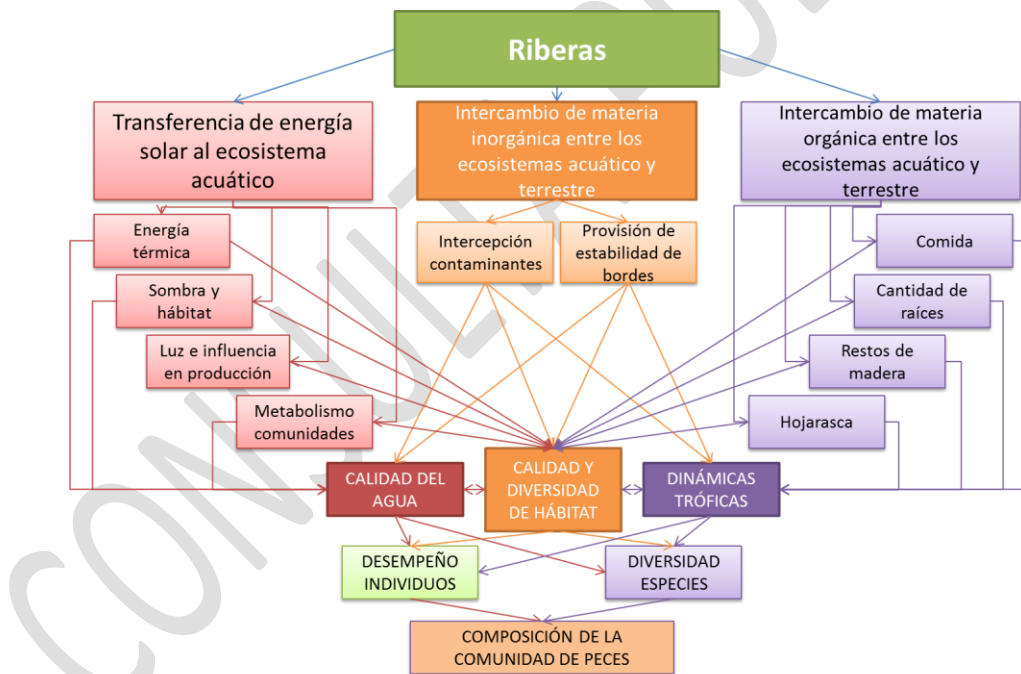 Riberas
Transferencia de energía
solar al ecosistema
acuático
Intercambio de materia
inorgánica entre los
ecosistemas acuático y
terrestre
Intercambio de materia
orgánica entre los
ecosistemas acuático y
terrestre
Energía
térmica
Sombra y
hábitat
Luz e influencia
en producción
Metabolismo
comunidades
Intercepción
contaminantes
Provisión de
estabilidad de
bordes
Comida
Cantidad de
raíces
Restos de
madera
Hojarasca
CALIDAD DEL
AGUA
CALIDAD Y
DIVERSIDAD
DE HÁBITAT
DINÁMICAS
TRÓFICAS
DESEMPEÑO
INDIVIDUOS
DIVERSIDAD
ESPECIES
COMPOSICIÓN DE LA
COMUNIDAD DE PECES